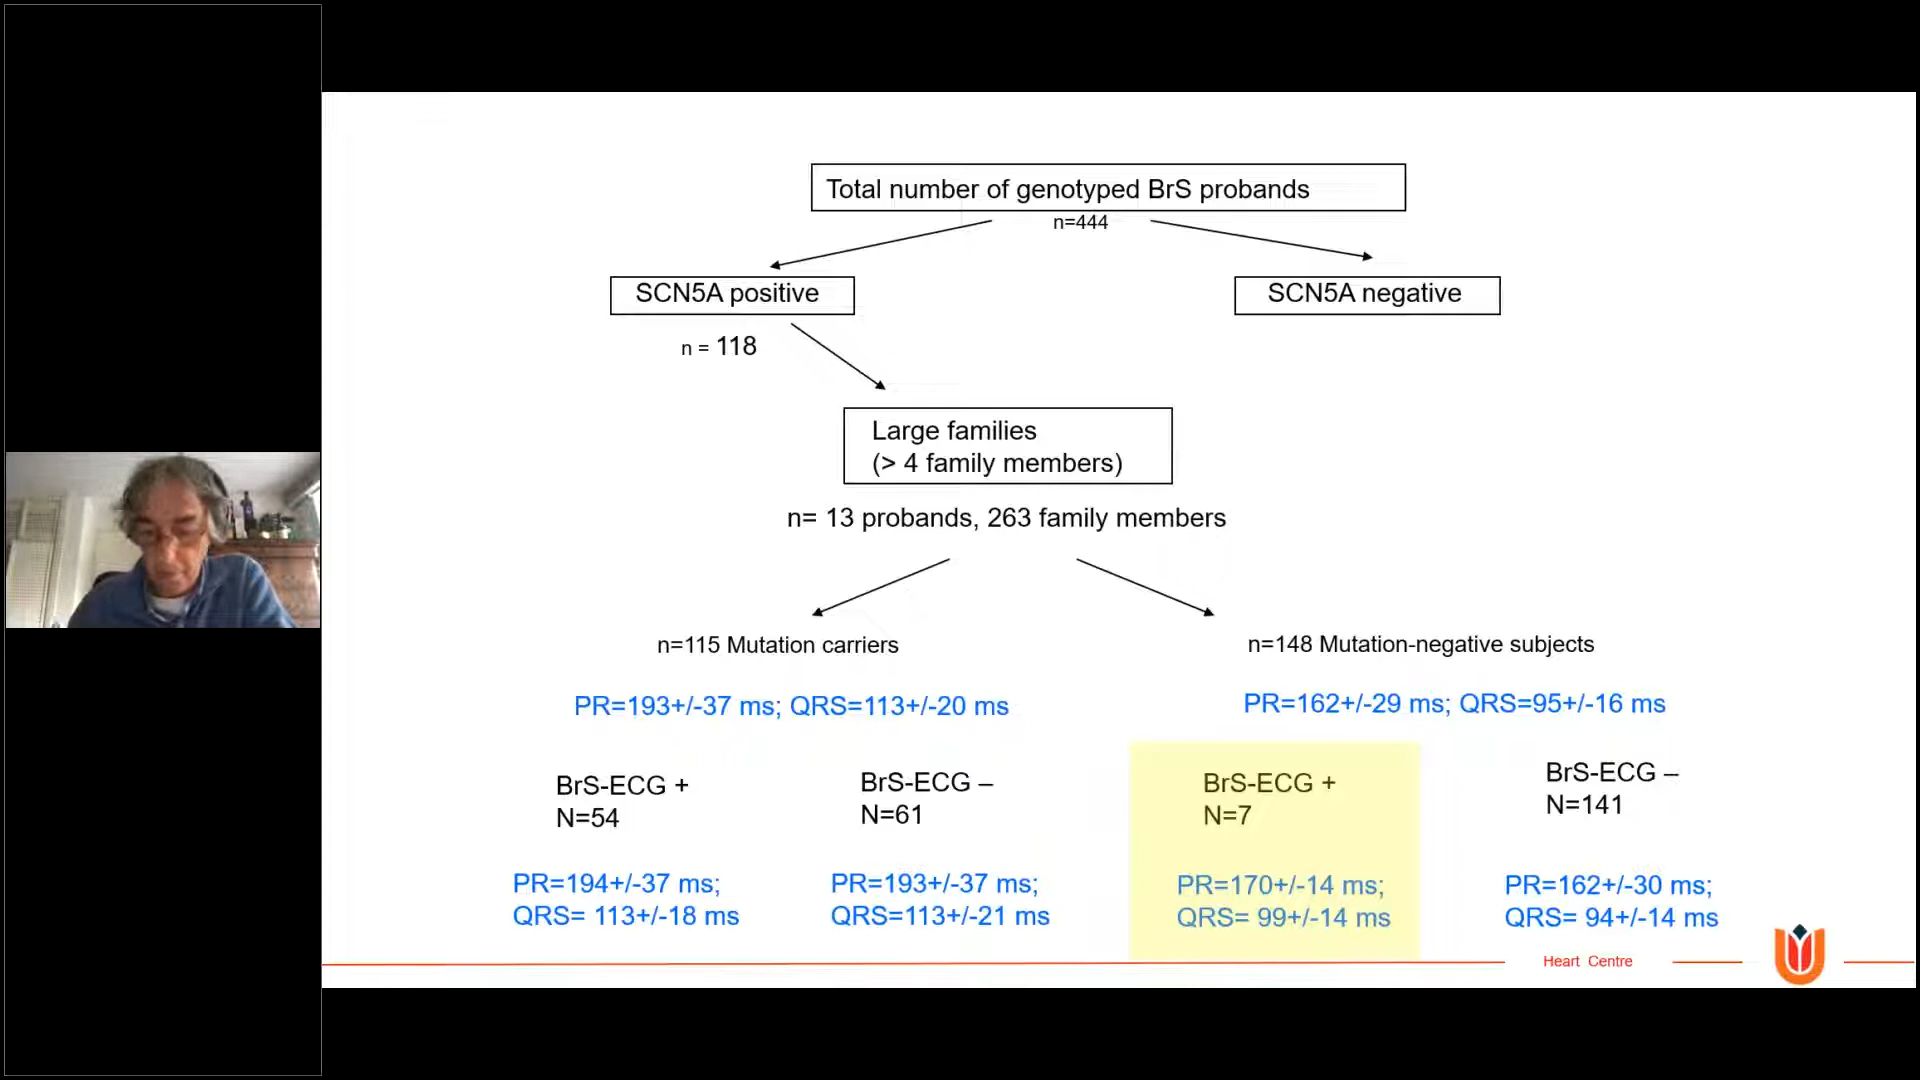 Total number of genotyped BrS probands
n=444
SCN5A positive
SCN5A negative
n = 118
Large families
(> 4 family members)
n= 13 probands, 263 family members
n=115 Mutation carriers
n=148 Mutation-negative subjects
PR=193+/-37 ms; QRS=113+/-20 ms
PR=162+/-29 ms; QRS=95+/-16 ms
BrS-ECG +
N=54
BrS-ECG –
N=61
BrS-ECG +
N=7
BrS-ECG –
N=141
PR=194+/-37 ms;
QRS= 113+/-18 ms
PR=193+/-37 ms;
QRS=113+/-21 ms
PR=170+/-14 ms;
QRS= 99+/-14 ms
PR=162+/-30 ms;
QRS= 94+/-14 ms
Heart Centre